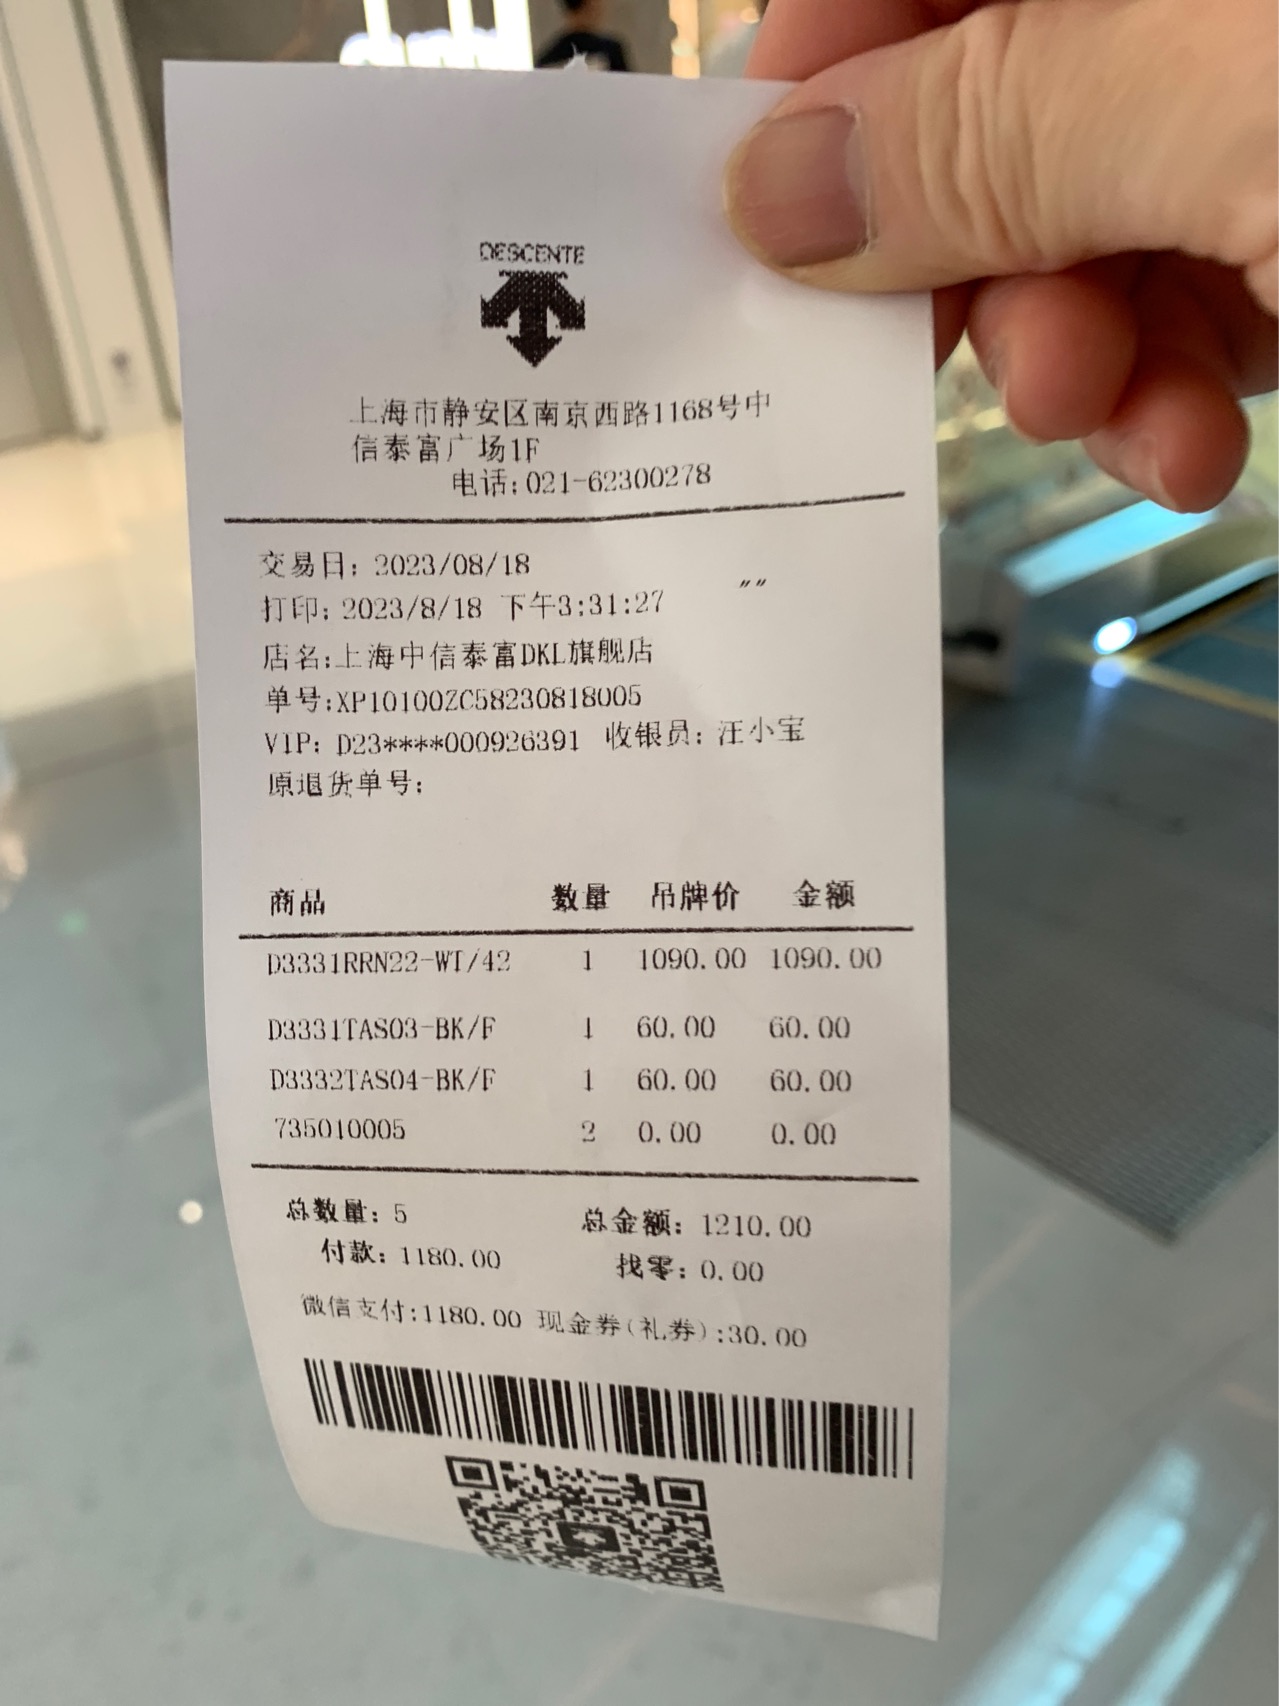 DESCENTE
上海市静安区南京西路1168号中
信泰富广场1F
电话:021-62300278
交易日: 2023/08/18
打印: 2023/8/18 下午3:31:27 〃〃
店名:上海中信泰富DKL旗舰店
单号:XP10100ZC58230818005
VIP: D23****000926391 收银员: 汪小宝
原退货单号:
商品 数量 吊牌价 金额
D3331RRN22-WT/42 1 1090.00 1090.00
D3331TAS03-BK/F 1 60.00 60.00
D3332TAS04-BK/F 1 60.00 60.00
735010005 2 0.00 0.00
总数量: 5 总金额: 1210.00
付款: 1180.00 找零: 0.00
微信支付:1180.00 现金券(礼券):30.00